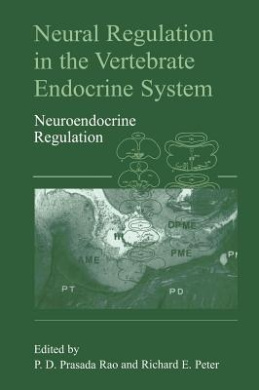 Neural Regulation
in the Vertebrate
Endocrine System
Neuroendocrine
Regulation
PME
PT
PD
Edited by
P. D. Prasada Rao and Richard E. Peter